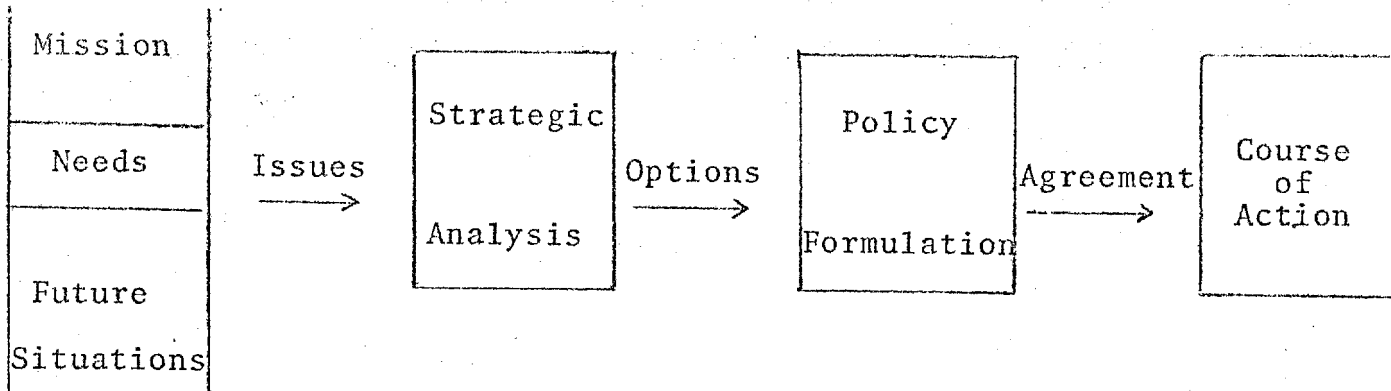 Mission
Needs
Future
Situations
Issues
Strategic
Analysis
Options
Policy
Formulation
Agreement
Course
of
Action